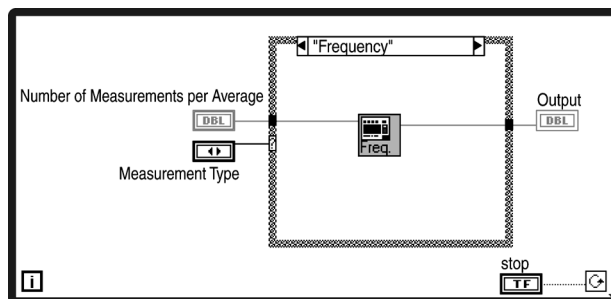 "Frequency"
Number of Measurements per Average
DBL
Freq.
Output
DBL
Measurement Type
?
i
stop
TF